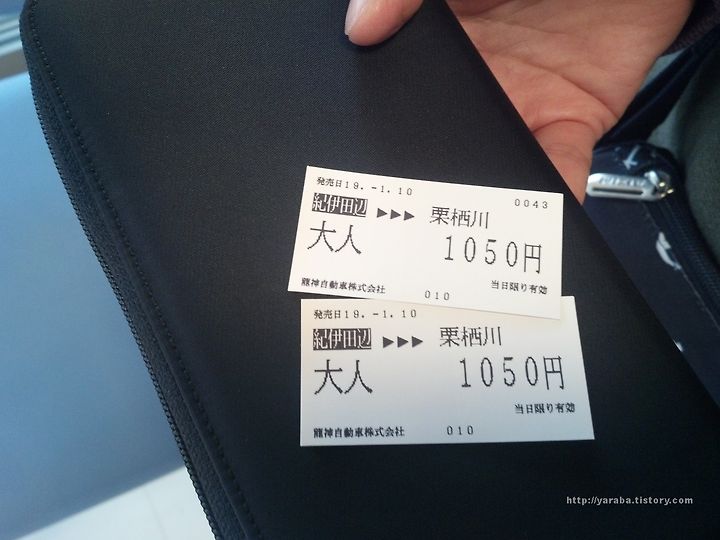 発売日19.-1.10
0043
紀伊田辺 ▶▶▶ 栗栖川
大人 1050円
当日限り有効
龍神自動車株式会社 010
発売日19.-1.10
紀伊田辺 ▶▶▶ 栗栖川
大人 1050円
当日限り有効
龍神自動車株式会社 010
http://yaraba.tistory.com